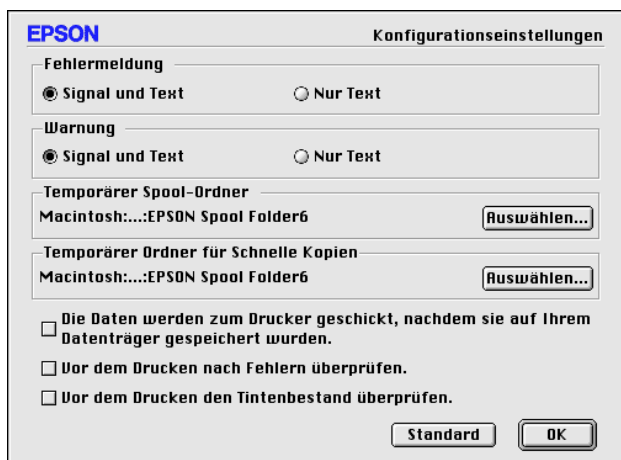 EPSON Konfigurationseinstellungen
Fehlermeldung
Signal und Text Nur Text
Warnung
Signal und Text Nur Text
Temporärer Spool-Ordner
Macintosh:...:EPSON Spool Folder6 Auswählen...
Temporärer Ordner für Schnelle Kopien
Macintosh:...:EPSON Spool Folder6 Auswählen...
Die Daten werden zum Drucker geschickt, nachdem sie auf Ihrem
Datenträger gespeichert wurden.
Vor dem Drucken nach Fehlern überprüfen.
Vor dem Drucken den Tintenbestand überprüfen.
Standard OK